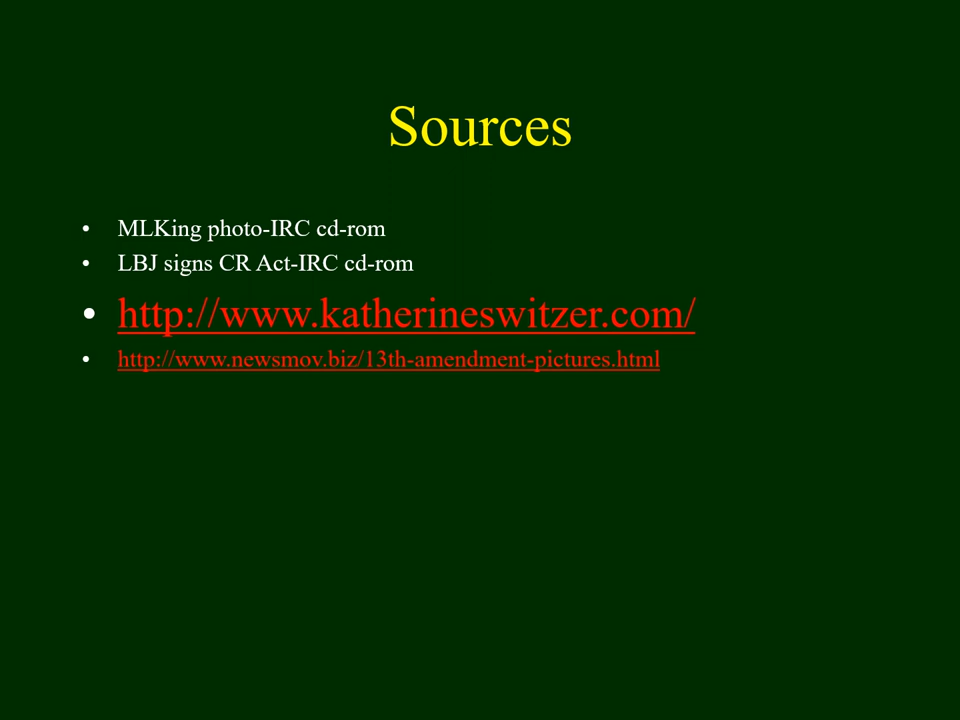 Sources
• MLKing photo-IRC cd-rom
• LBJ signs CR Act-IRC cd-rom
• http://www.katherineswitzer.com/
• http://www.newsmov.biz/13th-amendment-pictures.html